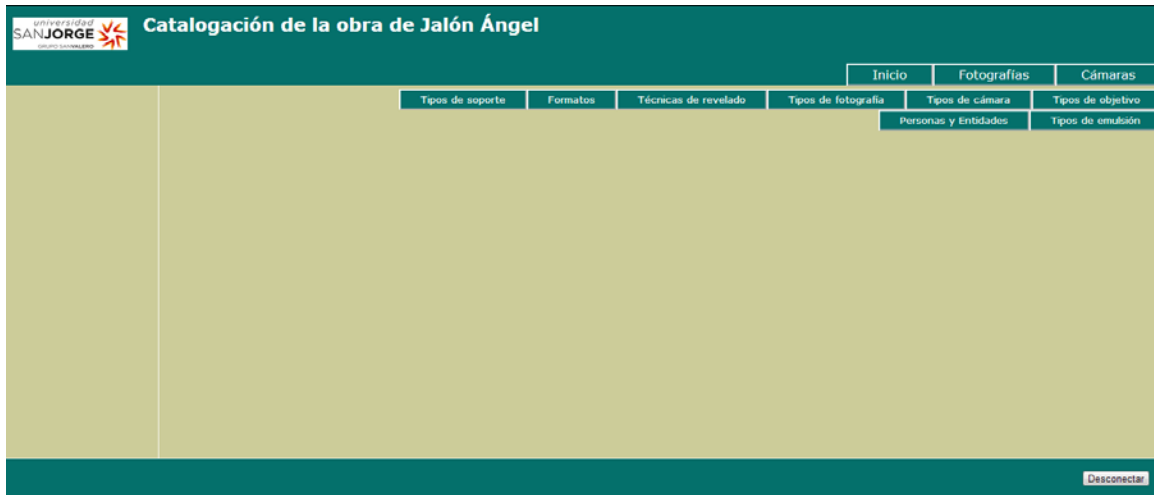 universidad
SANJORGE
GRUPO SANVALERO
Catalogación de la obra de Jalón Ángel
Inicio Fotografías Cámaras
Tipos de soporte Formatos Técnicas de revelado Tipos de fotografía Tipos de cámara Tipos de objetivo
Personas y Entidades Tipos de emulsión
Desconectar